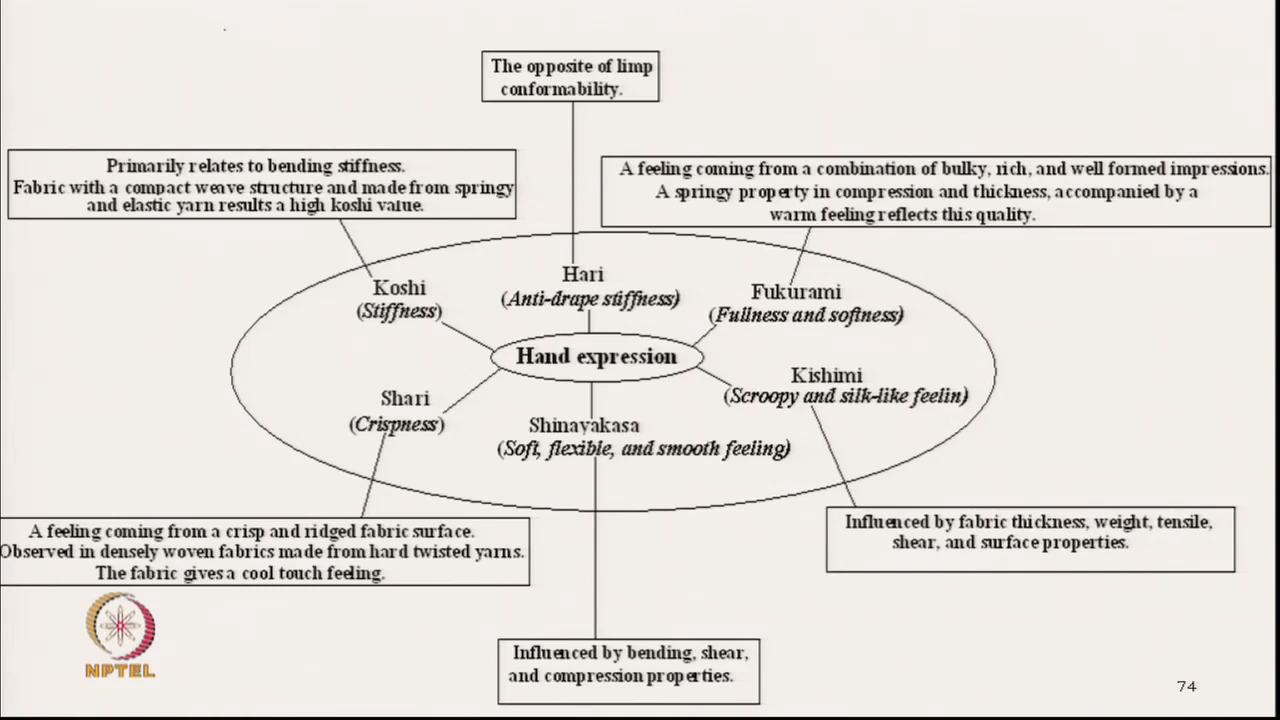 The opposite of limp
conformability.
Primarily relates to bending stiffness.
Fabric with a compact weave structure and made from springy
and elastic yarn results a high koshi value.
A feeling coming from a combination of bulky, rich, and well formed impressions.
A springy property in compression and thickness, accompanied by a
warm feeling reflects this quality.
Koshi
(Stiffness)
Hari
(Anti-drape stiffness)
Fukurami
(Fullness and softness)
Hand expression
Kishimi
(Scroopy and silk-like feelin)
Shari
(Crispness)
Shinayakasa
(Soft, flexible, and smooth feeling)
A feeling coming from a crisp and ridged fabric surface.
Observed in densely woven fabrics made from hard twisted yarns.
The fabric gives a cool touch feeling.
Influenced by fabric thickness, weight, tensile,
shear, and surface properties.
Influenced by bending, shear,
and compression properties.
NPTEL
74